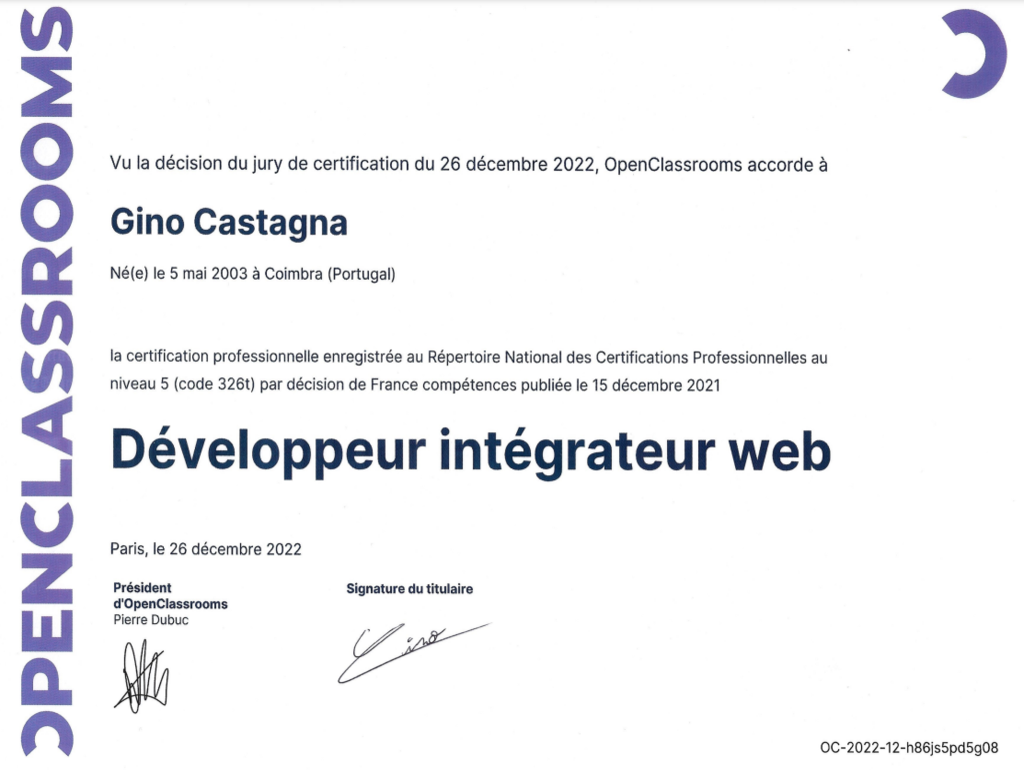 OPENCLASSROOMS
Vu la décision du jury de certification du 26 décembre 2022, OpenClassrooms accorde à
Gino Castagna
Né(e) le 5 mai 2003 à Coimbra (Portugal)
la certification professionnelle enregistrée au Répertoire National des Certifications Professionnelles au
niveau 5 (code 326t) par décision de France compétences publiée le 15 décembre 2021
Développeur intégrateur web
Paris, le 26 décembre 2022
Président
d'OpenClassrooms
Pierre Dubuc
Signature du titulaire
Gino
OC-2022-12-h86js5pd5g08